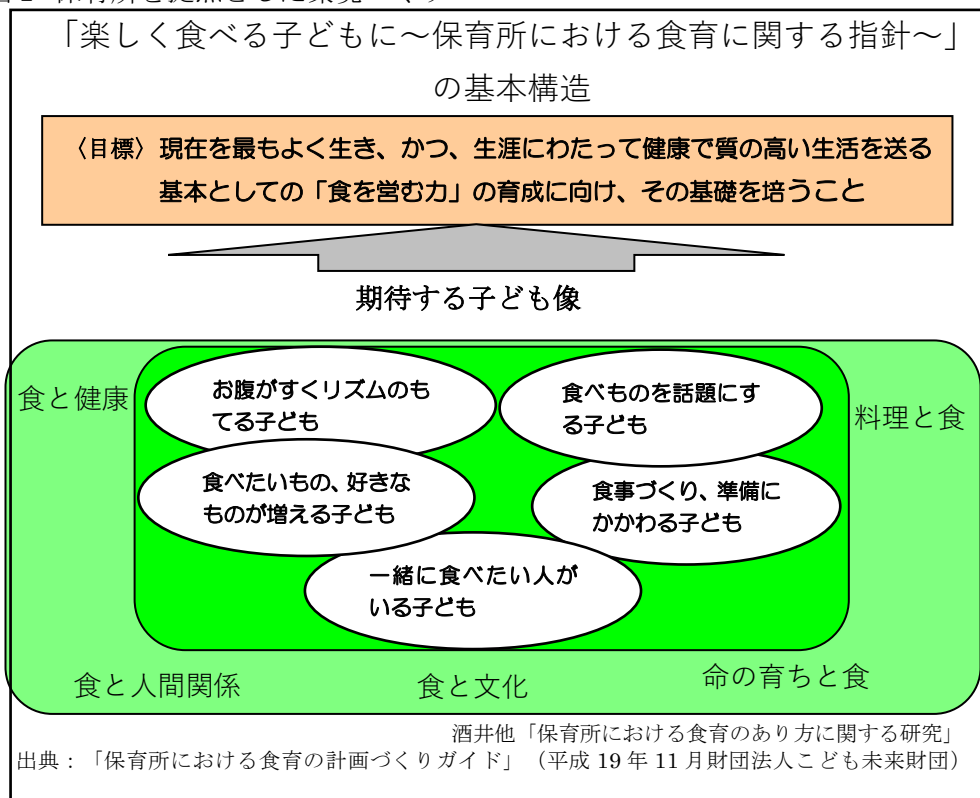 「楽しく食べる子どもに～保育所における食育に関する指針～」
の基本構造
〈目標〉現在を最もよく生き、かつ、生涯にわたって健康で質の高い生活を送る
基本としての「食を営む力」の育成に向け、その基礎を培うこと
期待する子ども像
食と健康
お腹がすくリズムのも
てる子ども
食べものを話題にす
る子ども
料理と食
食べたいもの、好きな
ものが増える子ども
食事づくり、準備に
かかわる子ども
一緒に食べたい人が
いる子ども
食と人間関係
食と文化
命の育ちと食
酒井他「保育所における食育のあり方に関する研究」
出典：「保育所における食育の計画づくりガイド」（平成 19 年 11 月財団法人こども未来財団）